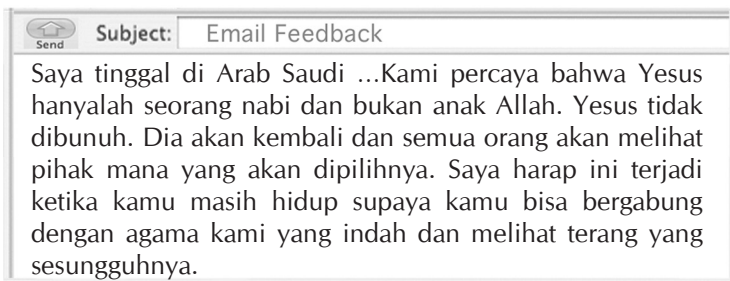 Send Subject: Email Feedback
Saya tinggal di Arab Saudi ...Kami percaya bahwa Yesus
hanyalah seorang nabi dan bukan anak Allah. Yesus tidak
dibunuh. Dia akan kembali dan semua orang akan melihat
pihak mana yang akan dipilihnya. Saya harap ini terjadi
ketika kamu masih hidup supaya kamu bisa bergabung
dengan agama kami yang indah dan melihat terang yang
sesungguhnya.